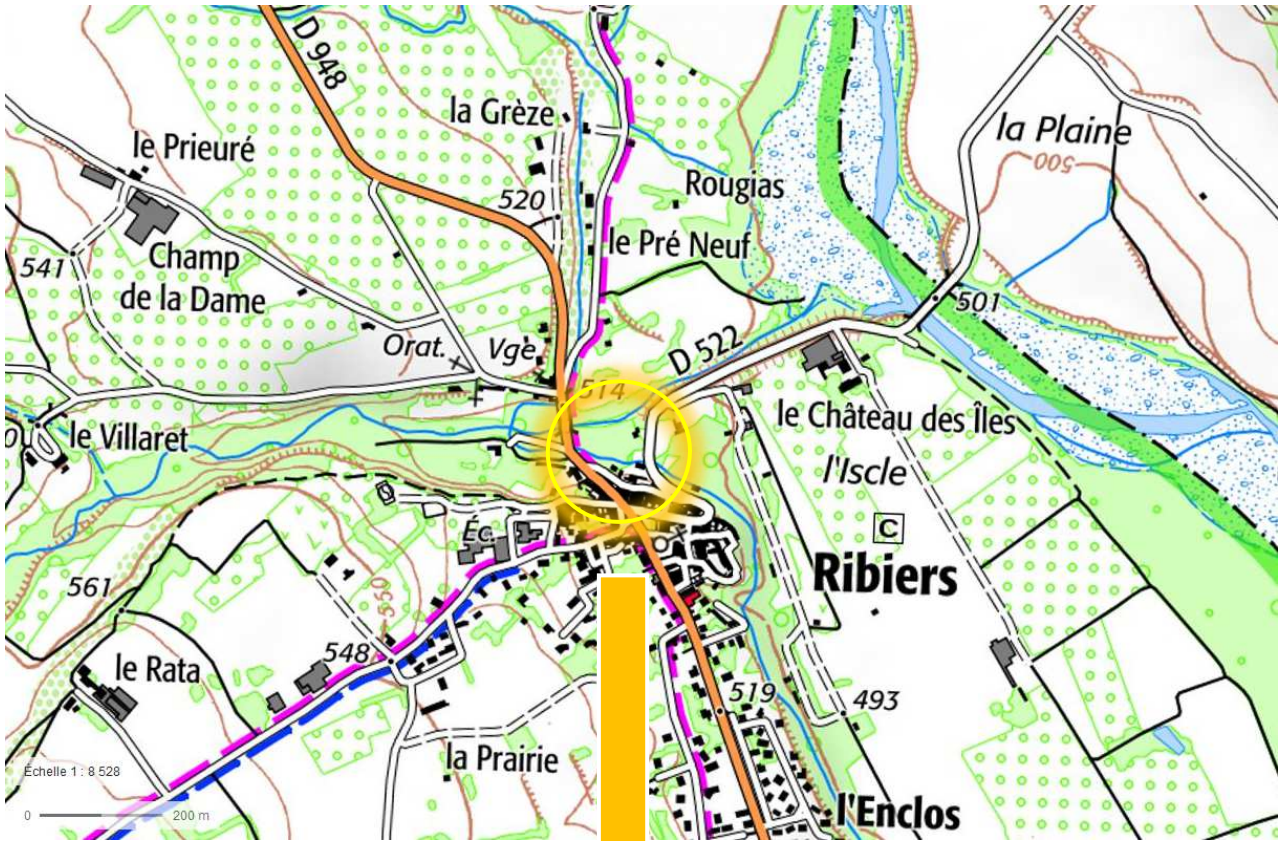 D 948
la Grèze
la Plaine
le Prieuré
500
Rougias
520
le Pré Neuf
541
Champ
de la Dame
501
Orat.
Vge
D 522
514
le Château des Îles
le Villaret
l'Iscle
C
Éc.
Ribiers
561
550
548
le Rata
519
493
la Prairie
Échelle 1 : 8 528
0 200 m
l'Enclos